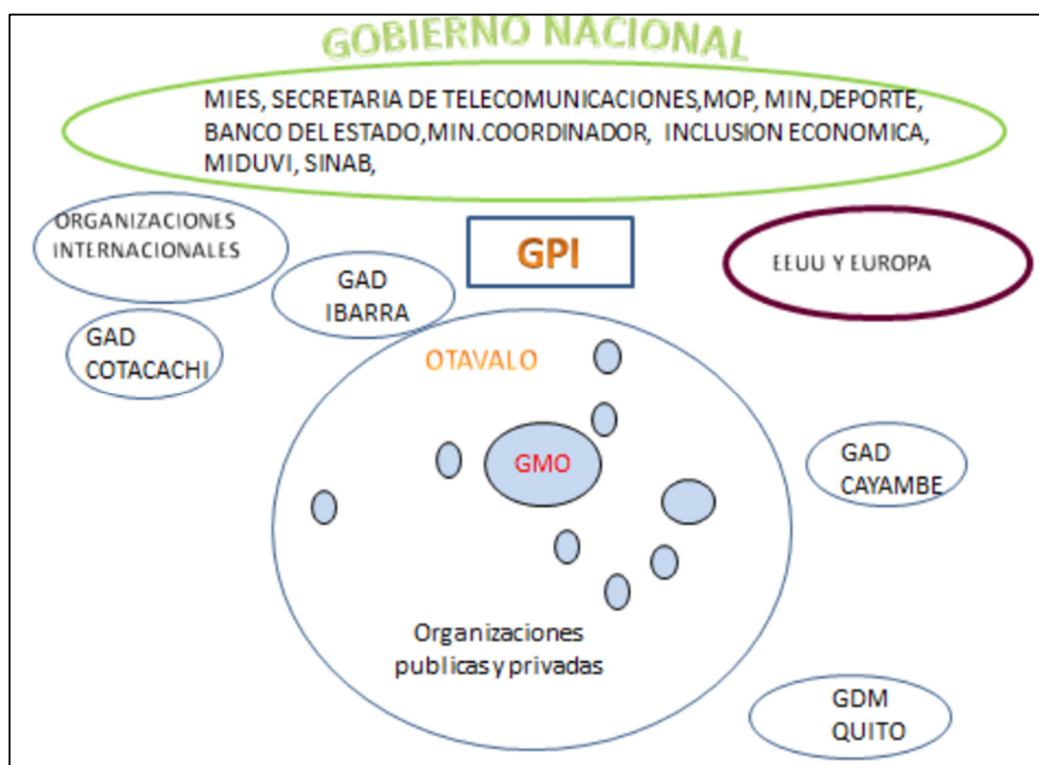 GOBIERNO NACIONAL
MIES, SECRETARIA DE TELECOMUNICACIONES,MOP, MIN,DEPORTE,
BANCO DEL ESTADO,MIN.COORDINADOR, INCLUSION ECONOMICA,
MIDUVI, SINAB,
ORGANIZACIONES
INTERNACIONALES
GPI
EEUU Y EUROPA
GAD
IBARRA
GAD
COTACACHI
OTAVALO
GMO
GAD
CAYAMBE
Organizaciones
publicas y privadas
GDM
QUITO